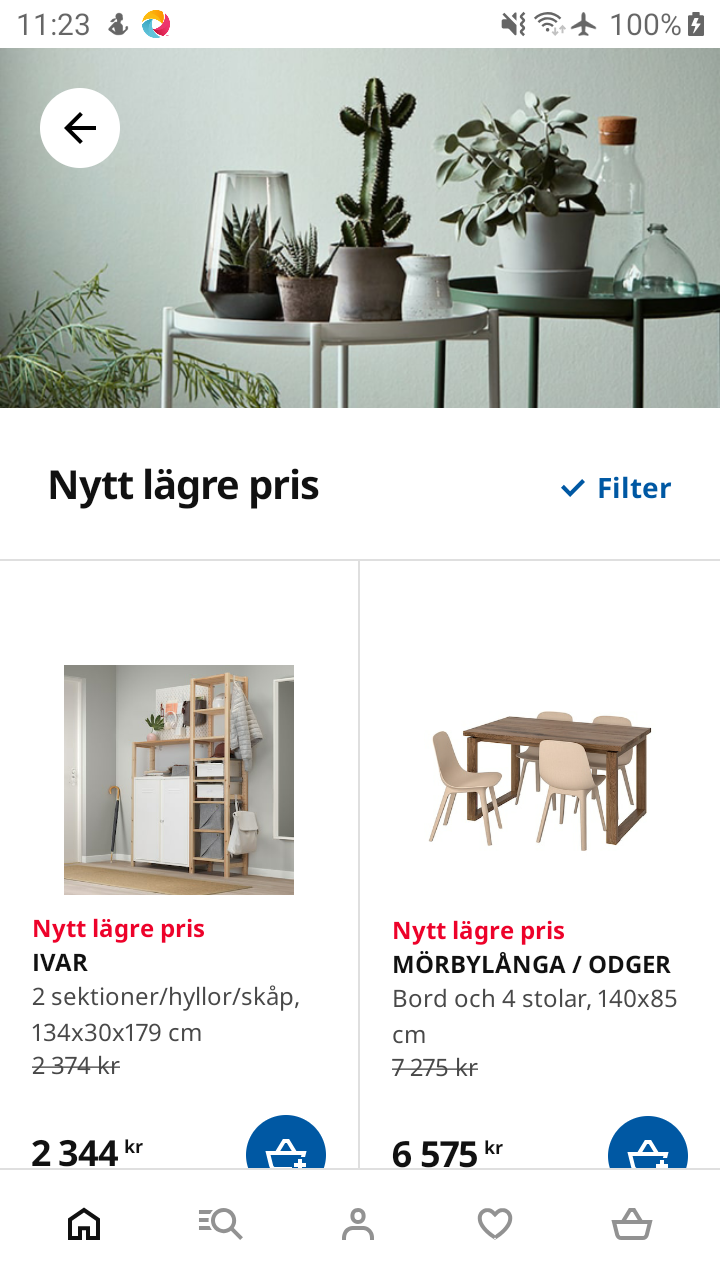 11:23
100%
Nytt lägre pris
Filter
Nytt lägre pris
IVAR
2 sektioner/hyllor/skåp,
134x30x179 cm
2 374 kr
2 344 kr
Nytt lägre pris
MÖRBYLÅNGA / ODGER
Bord och 4 stolar, 140x85
cm
7 275 kr
6 575 kr